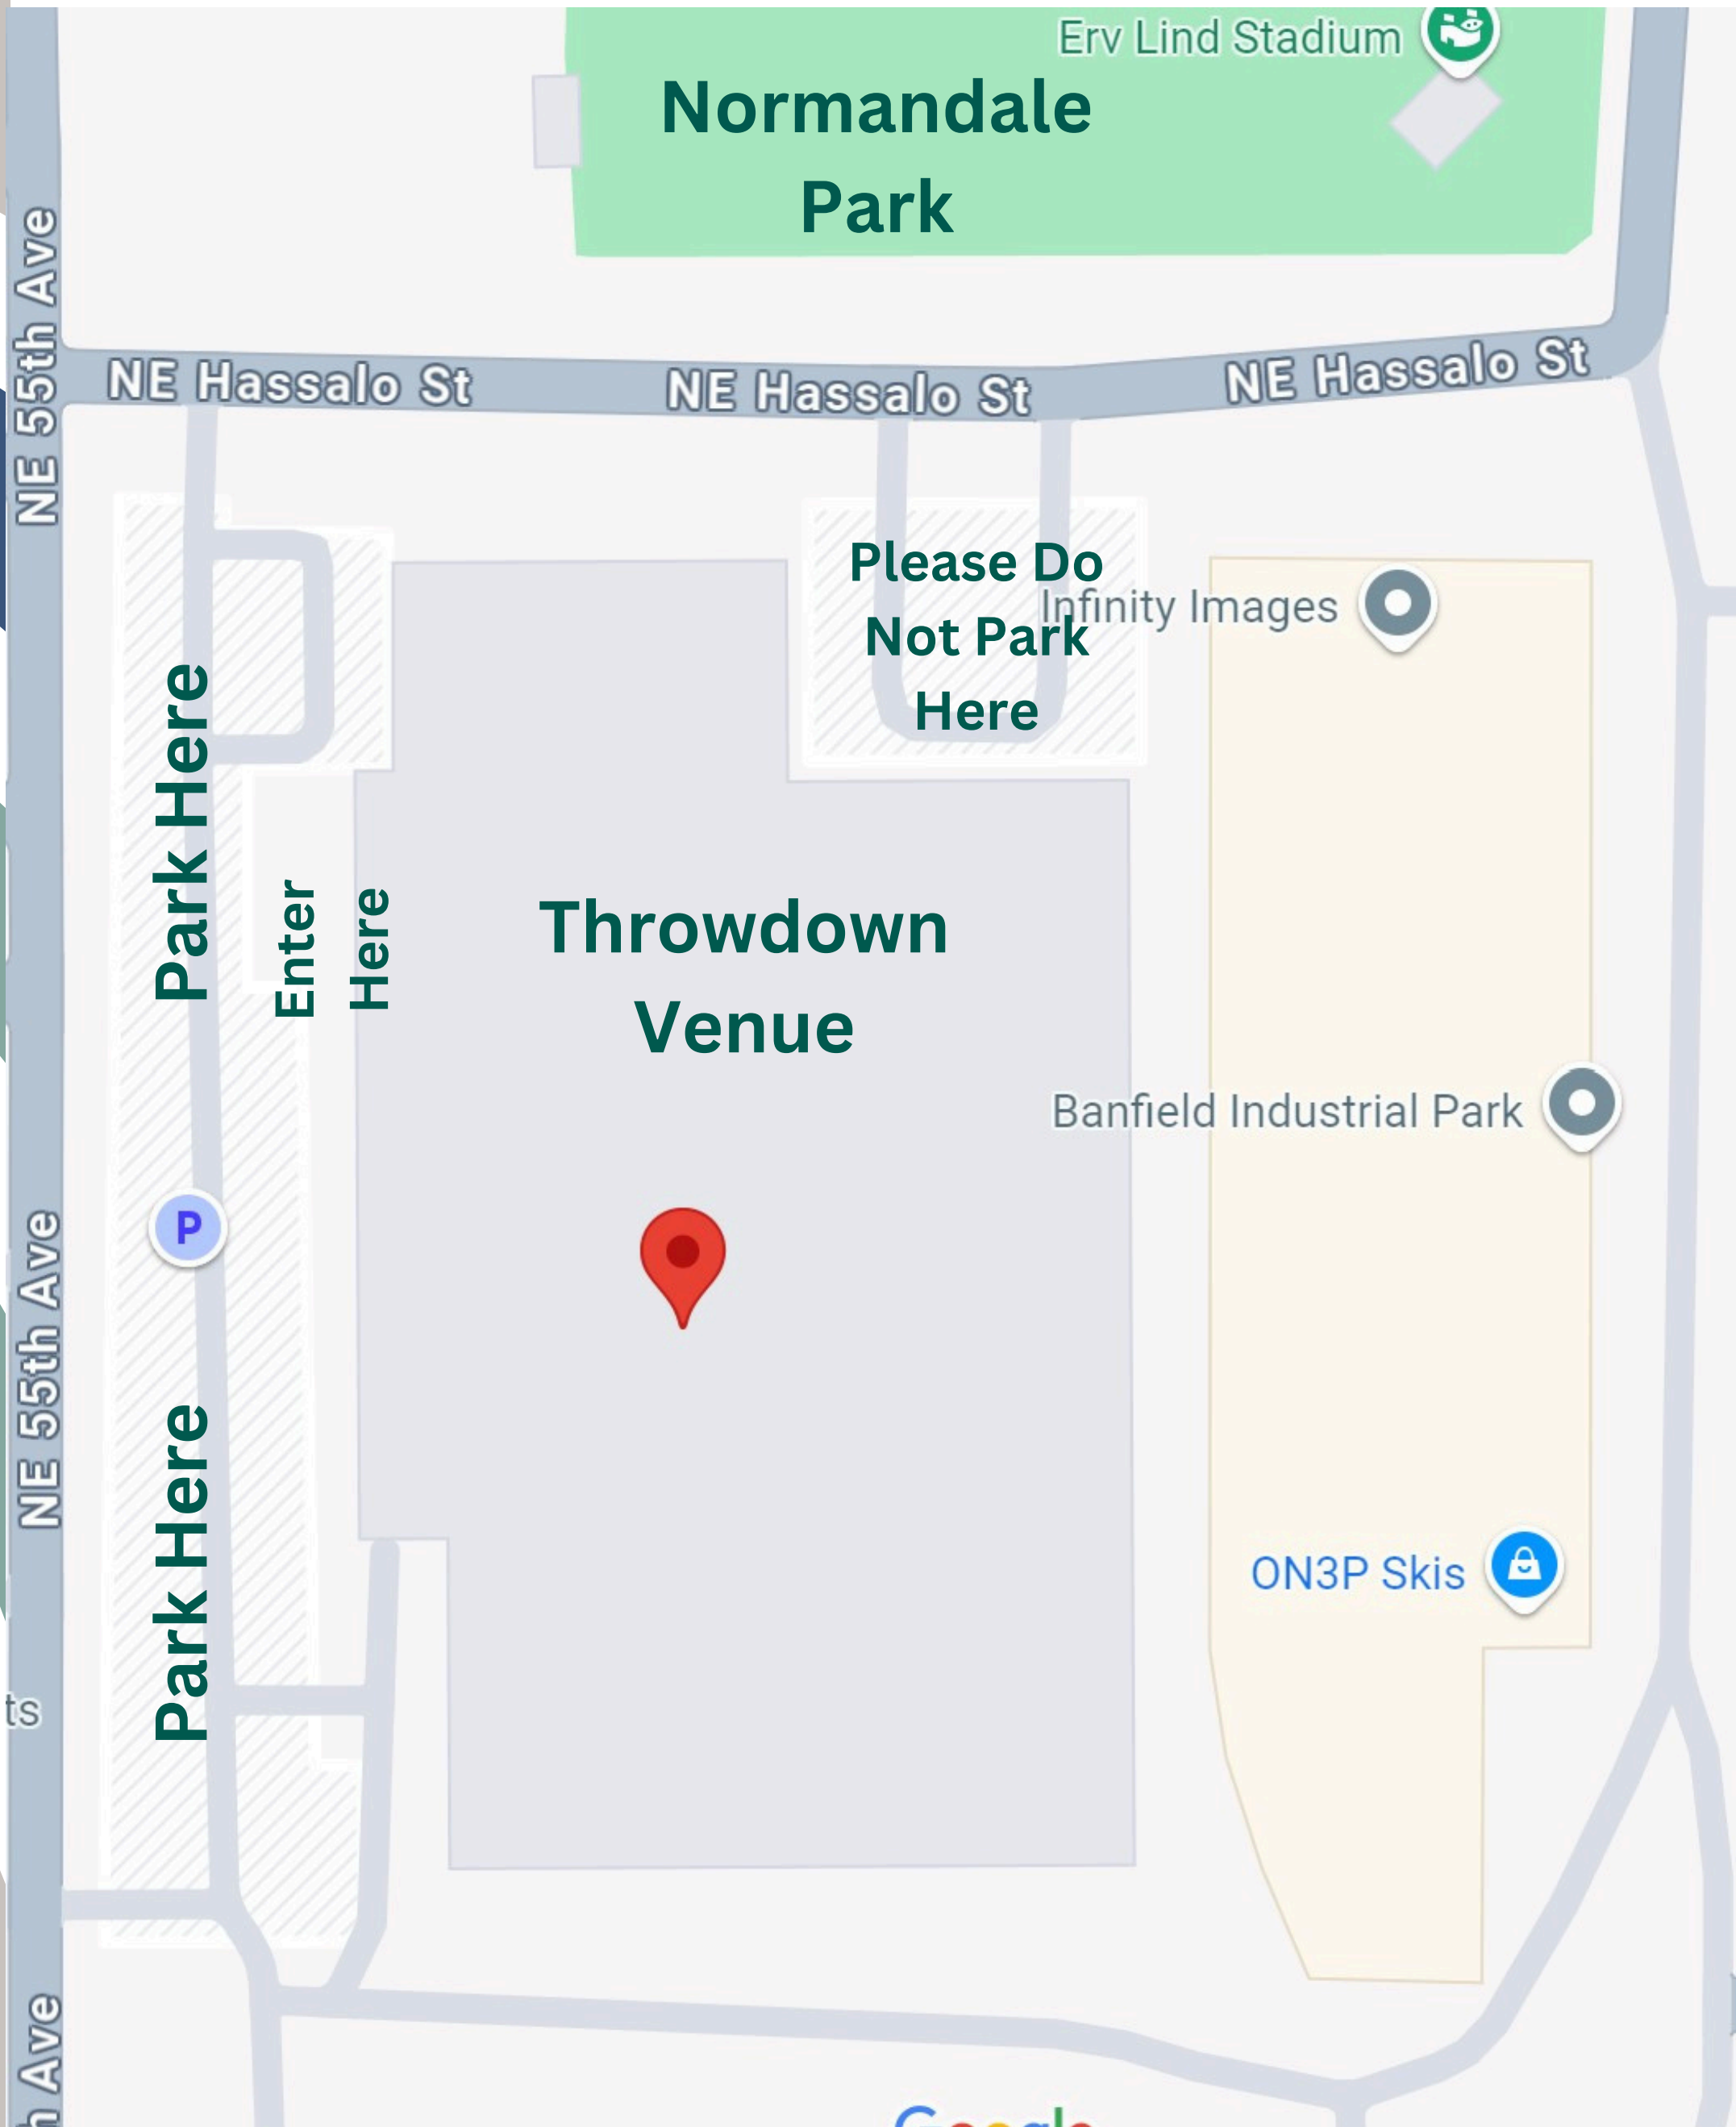 Erv Lind Stadium
Normandale
Park
NE 55th Ave
NE Hassalo St
NE Hassalo St
NE Hassalo St
Please Do
Not Park
Here
Infinity Images
Park Here
Enter
Here
Throwdown
Venue
Banfield Industrial Park
P
NE 55th Ave
Park Here
ON3P Skis
ts
h Ave
Google